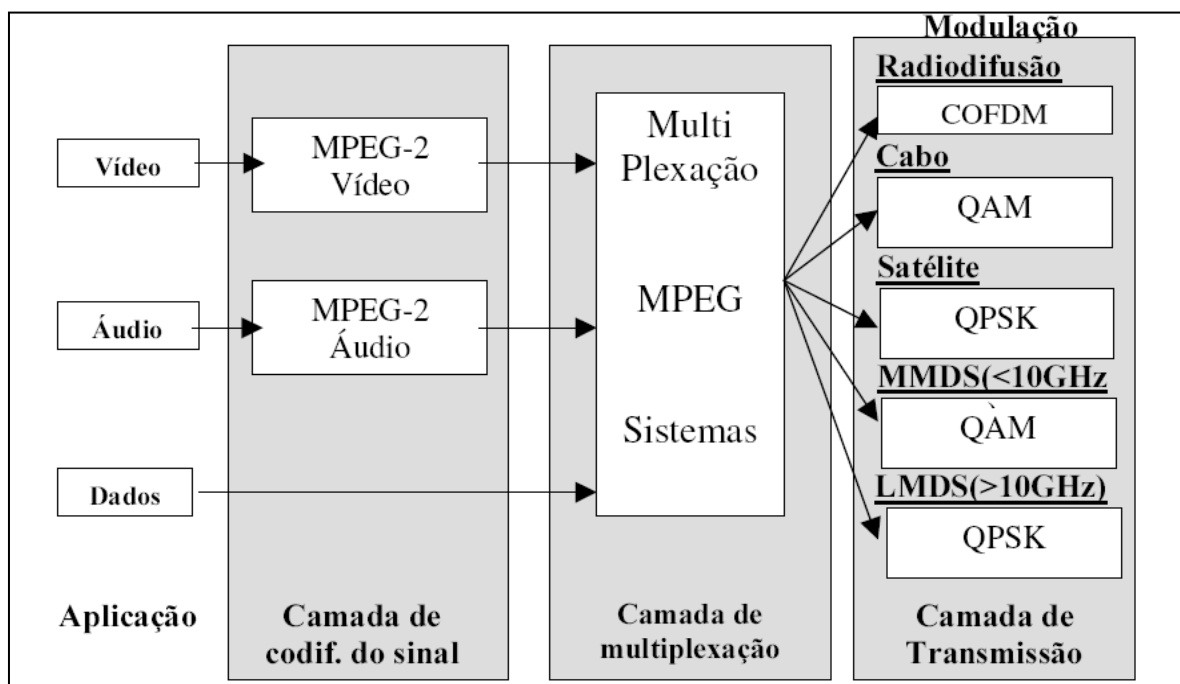 Vídeo
Áudio
Dados
Aplicação
MPEG-2
Vídeo
MPEG-2
Áudio
Camada de
codif. do sinal
Multi
Plexação
MPEG
Sistemas
Camada de
multiplexação
Modulação
Radiodifusão
COFDM
Cabo
QAM
Satélite
QPSK
MMDS(<10GHz
QAM
LMDS(>10GHz)
QPSK
Camada de
Transmissão